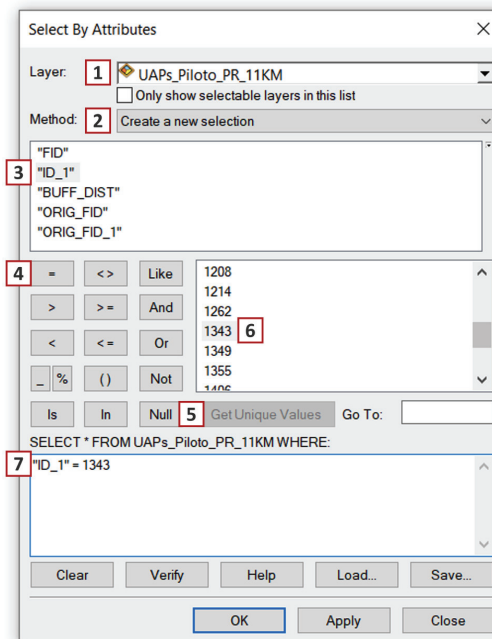 Select By Attributes
Layer: 1 UAPs_Piloto_PR_11KM
Only show selectable layers in this list
Method: 2 Create a new selection
"FID"
3 "ID_1"
"BUFF_DIST"
"ORIG_FID"
"ORIG_FID_1"
4 = <> Like 1208
1214
> >= And 1262
1343 6
< <= Or 1349
1355
_ % () Not 1406
Is In Null 5 Get Unique Values Go To:
SELECT * FROM UAPs_Piloto_PR_11KM WHERE:
7 "ID_1" = 1343
Clear Verify Help Load... Save...
OK Apply Close